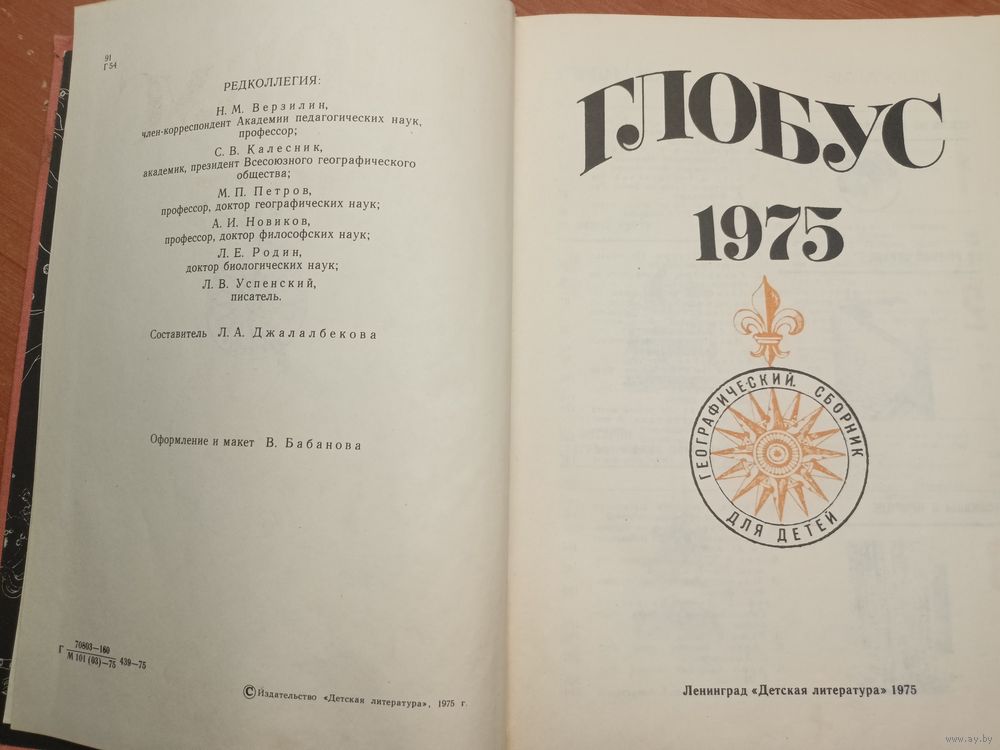 91
Г 54
РЕДКОЛЛЕГИЯ:
Н. М. Верзилин,
член-корреспондент Академии педагогических наук,
профессор;
С. В. Калесник,
академик, президент Всесоюзного географического
общества;
М. П. Петров,
профессор, доктор географических наук;
А. И. Новиков,
профессор, доктор философских наук;
Л. Е. Родин,
доктор биологических наук;
Л. В. Успенский,
писатель.
Составитель Л. А. Джалалбекова
Оформление и макет В. Бабанова
Г 70803—160
М 101 (03)—75 439—75
© Издательство «Детская литература», 1975 г.
ГЛОБУС
1975
ГЕОГРАФИЧЕСКИЙ СБОРНИК
ДЛЯ ДЕТЕЙ
Ленинград «Детская литература» 1975
www.ay.by